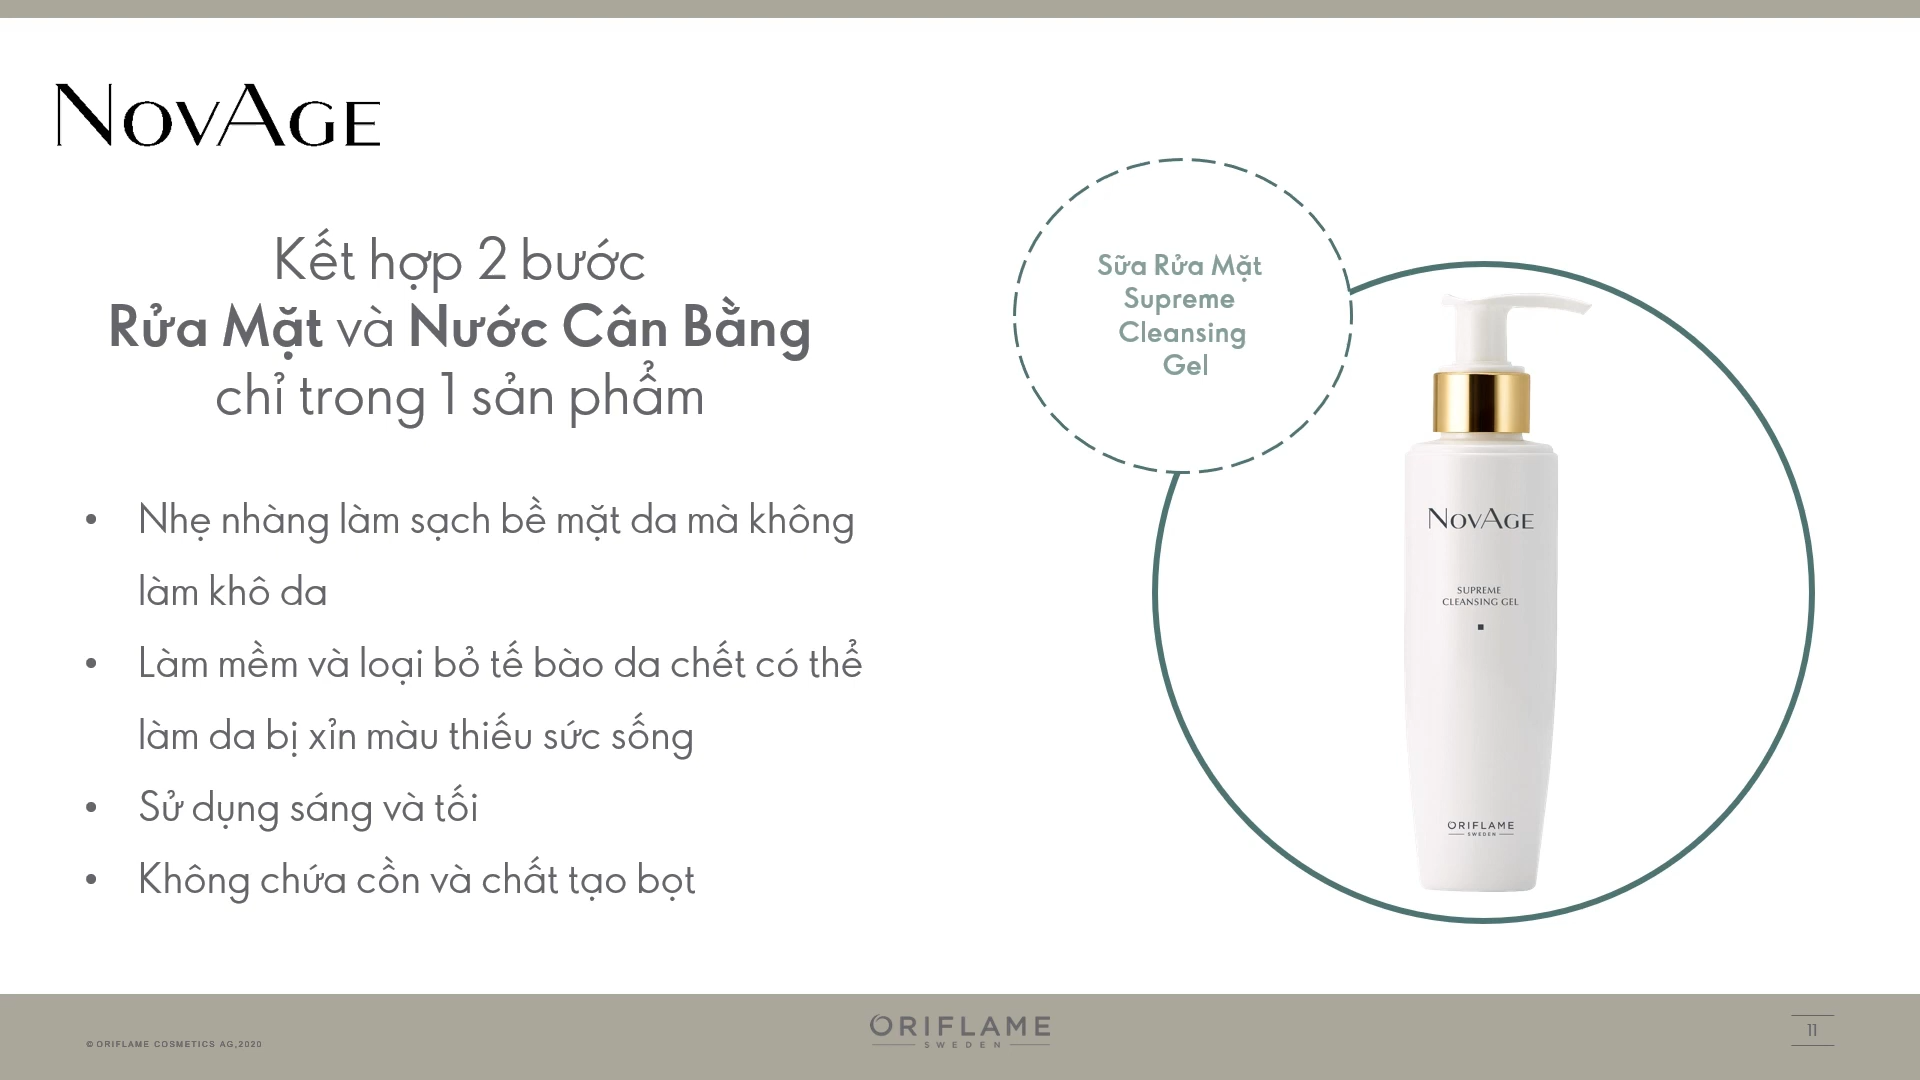 NOVAGE
Kết hợp 2 bước
Rửa Mặt và Nước Cân Bằng
chỉ trong 1 sản phẩm
• Nhẹ nhàng làm sạch bề mặt da mà không
làm khô da
• Làm mềm và loại bỏ tế bào da chết có thể
làm da bị xỉn màu thiếu sức sống
• Sử dụng sáng và tối
• Không chứa cồn và chất tạo bọt
Sữa Rửa Mặt
Supreme
Cleansing
Gel
NOVAGE
SUPREME
CLEANSING GEL
ORIFLAME
SWEDEN
© ORIFLAME COSMETICS AG,2020
ORIFLAME
SWEDEN
11